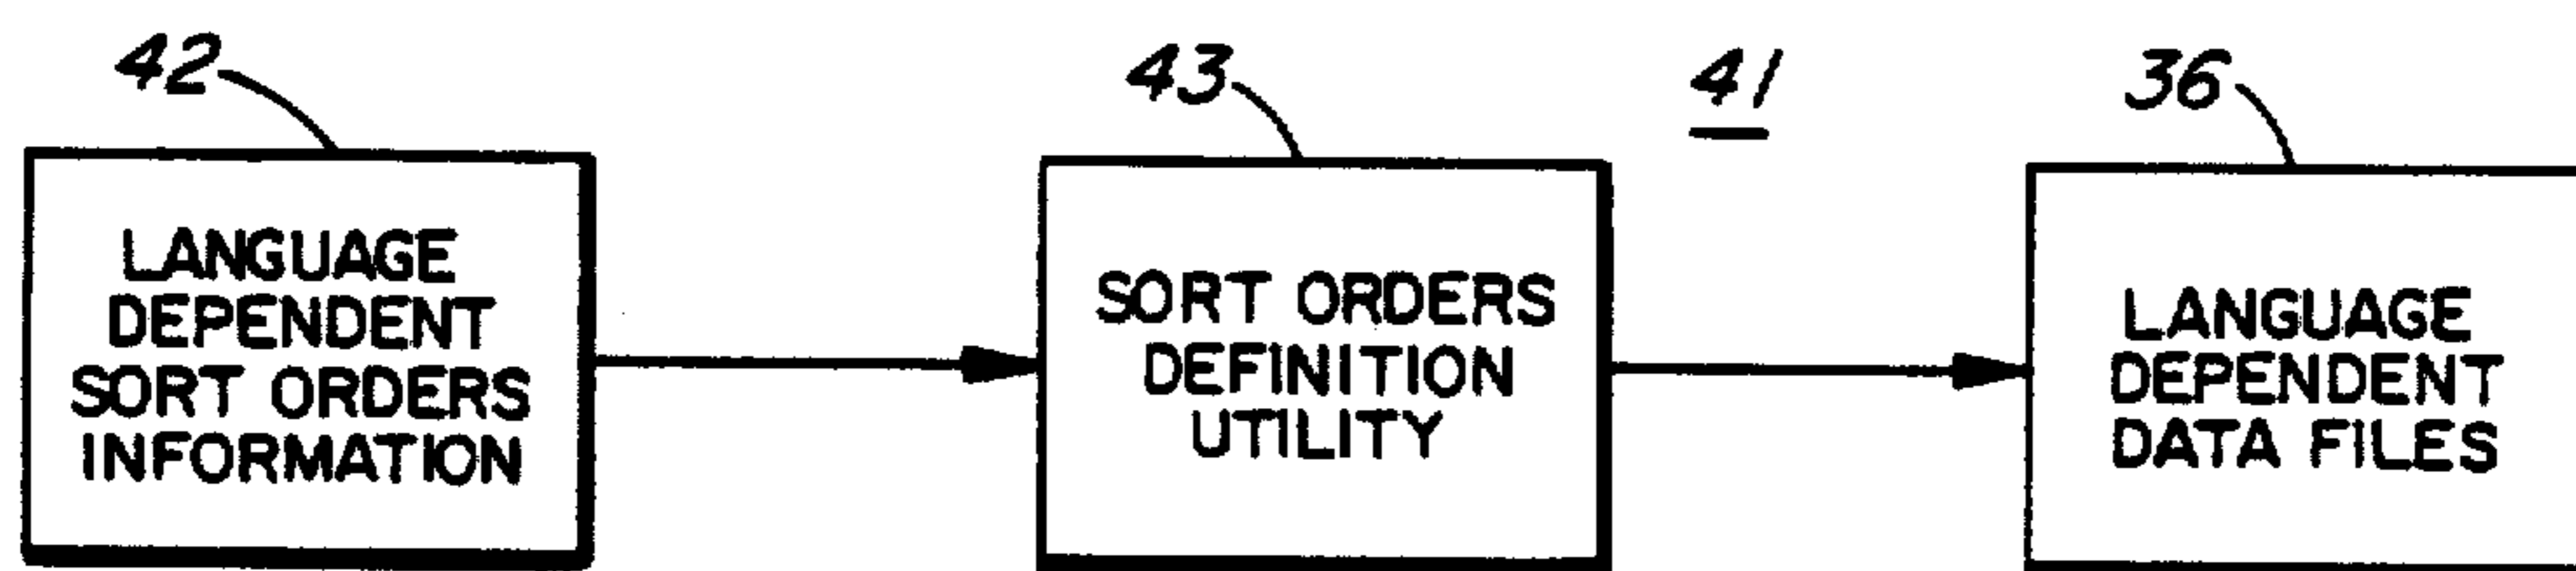 42
43
41
36
LANGUAGE
DEPENDENT
SORT ORDERS
INFORMATION
SORT ORDERS
DEFINITION
UTILITY
LANGUAGE
DEPENDENT
DATA FILES